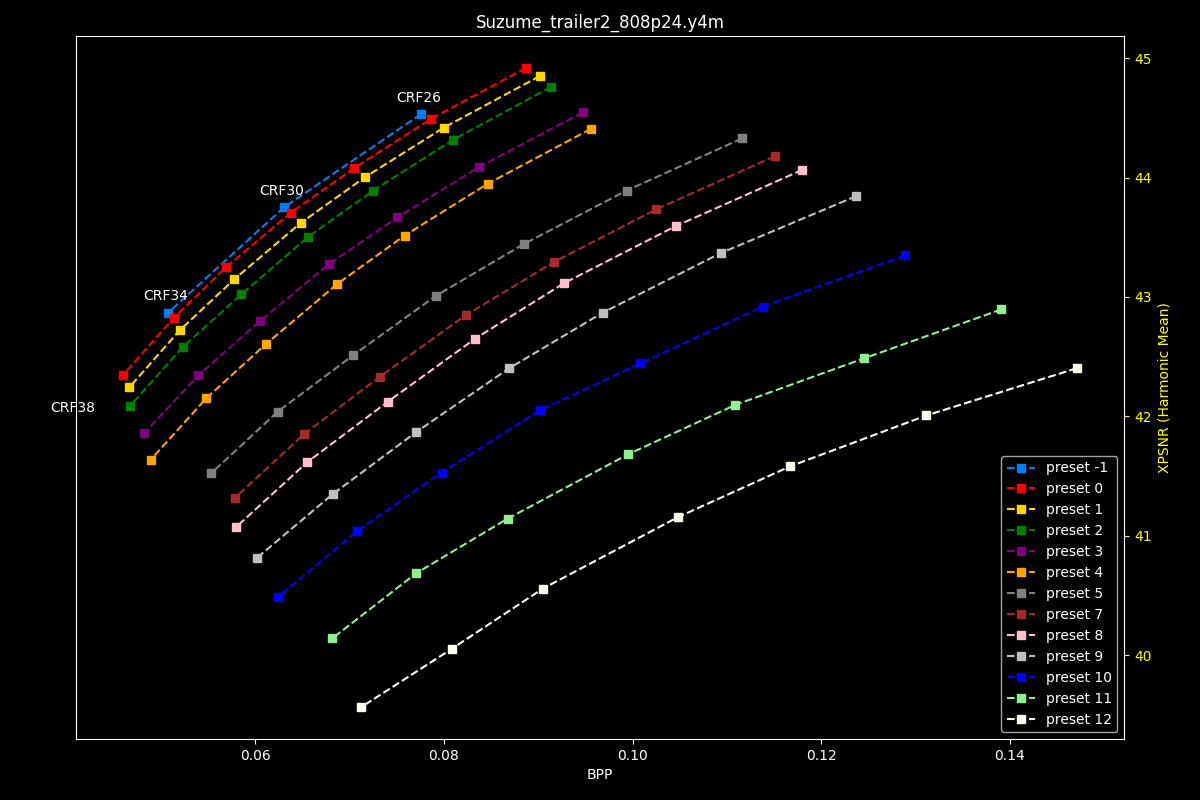 Suzume_trailer2_808p24.y4m
CRF26
CRF30
CRF34
CRF38
45
44
43
42
41
40
XPSNR (Harmonic Mean)
preset -1
preset 0
preset 1
preset 2
preset 3
preset 4
preset 5
preset 7
preset 8
preset 9
preset 10
preset 11
preset 12
0.06 0.08 0.10 0.12 0.14
BPP